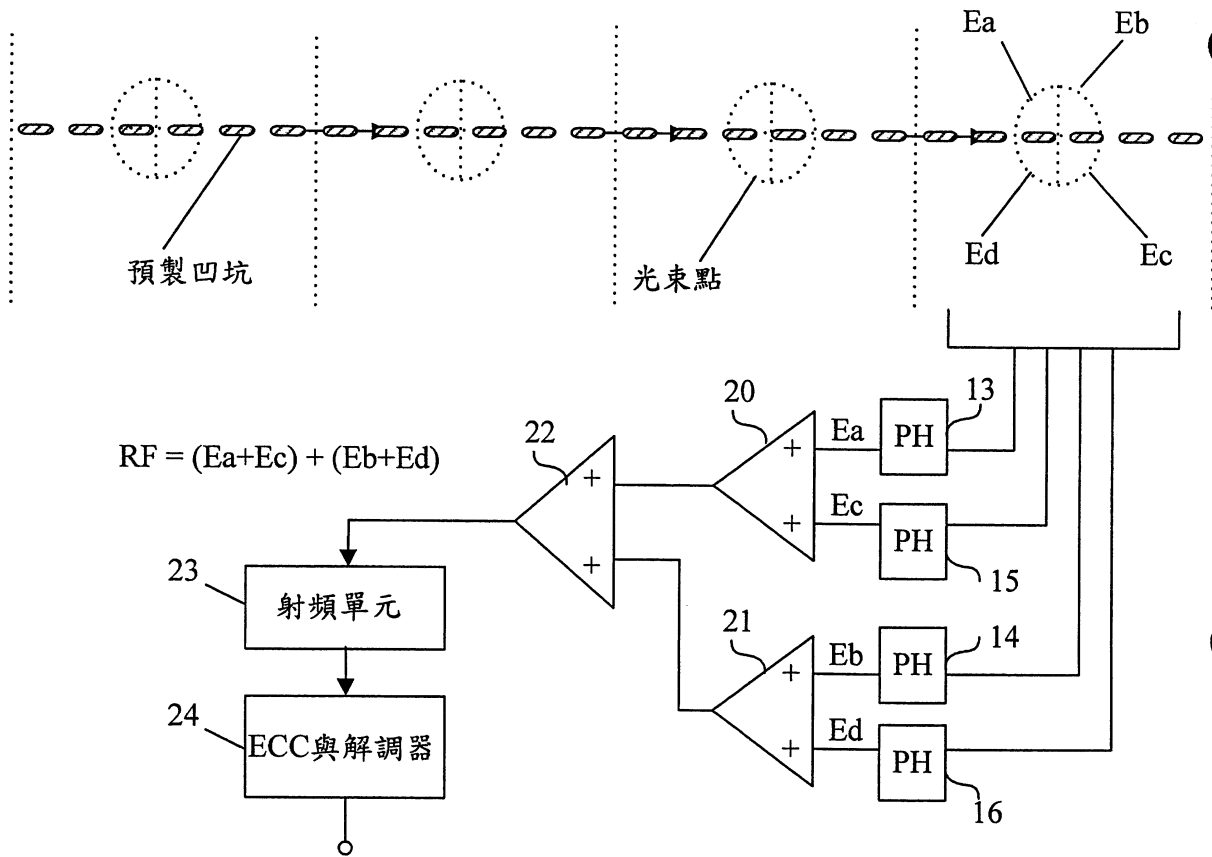 Ea
Eb
Ed
Ec
預製凹坑
光束點
20
Ea
PH
13
22
RF = (Ea+Ec) + (Eb+Ed)
+
+
Ec
+
PH
15
+
23
射頻單元
21
Eb
PH
14
+
24
ECC與解調器
Ed
+
PH
16